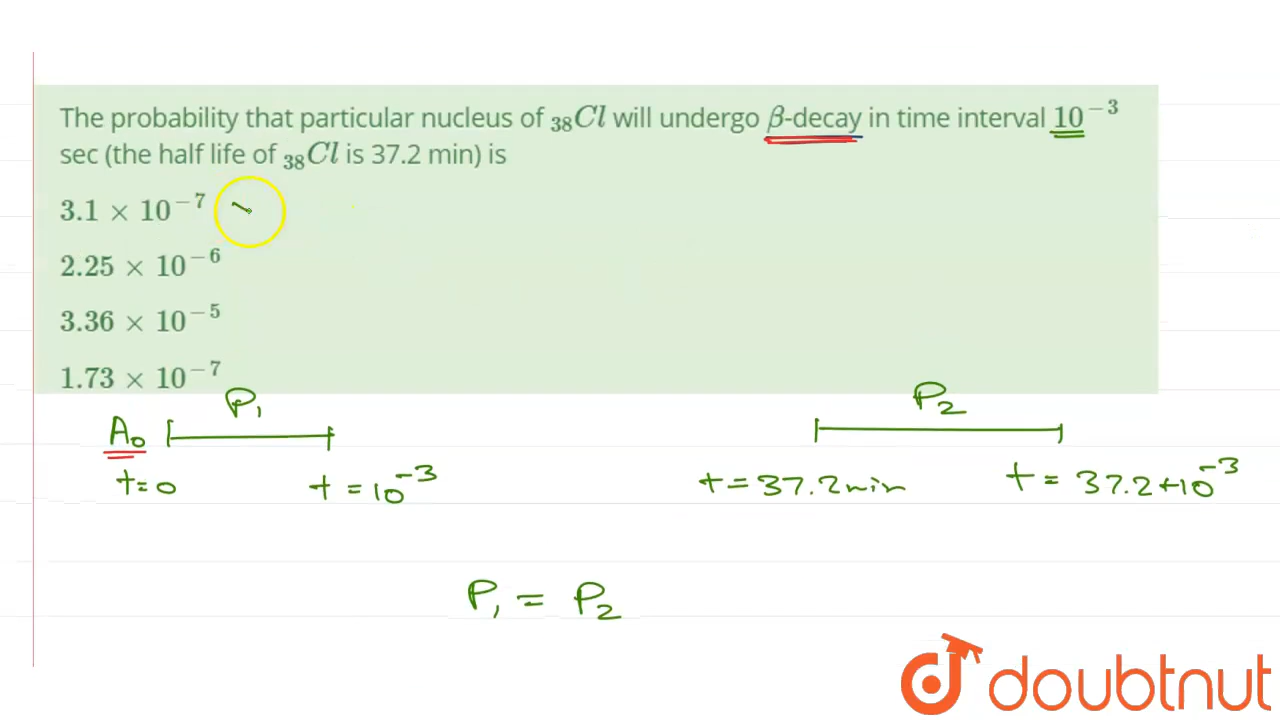 The probability that particular nucleus of ₃₈Cl will undergo β-decay in time interval 10⁻³
sec (the half life of ₃₈Cl is 37.2 min) is
3.1 × 10⁻⁷
2.25 × 10⁻⁶
3.36 × 10⁻⁵
1.73 × 10⁻⁷
P₁ P₂
A₀
t=0 t=10⁻³ t=37.2min t=37.2+10⁻³
P₁ = P₂
doubtnut